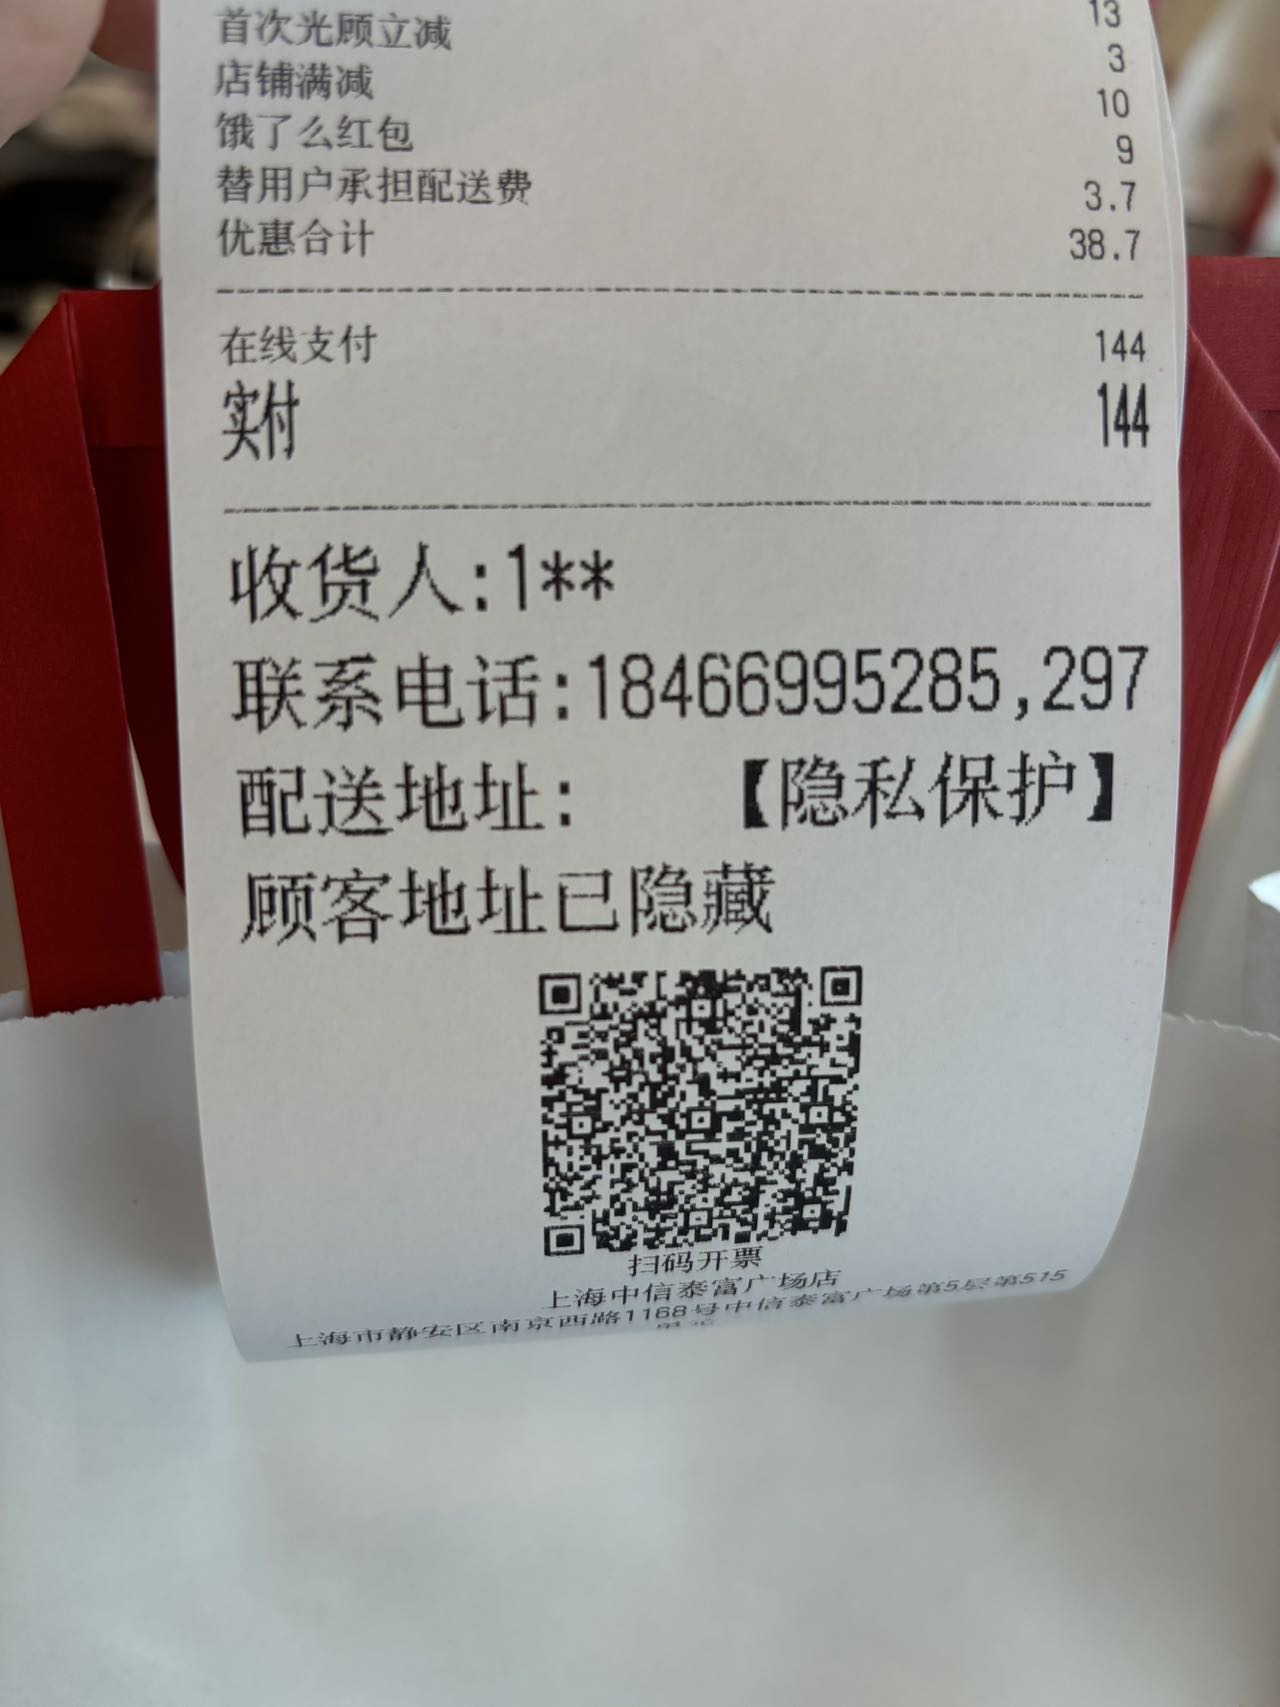 13
首次光顾立减 3
店铺满减 10
饿了么红包 9
替用户承担配送费 3.7
优惠合计 38.7
在线支付 144
实付 144
收货人:1**
联系电话:18466995285,297
配送地址: 【隐私保护】
顾客地址已隐藏
扫码开票
上海中信泰富广场店
上海市静安区南京西路1168号中信泰富广场第5层第515
单元